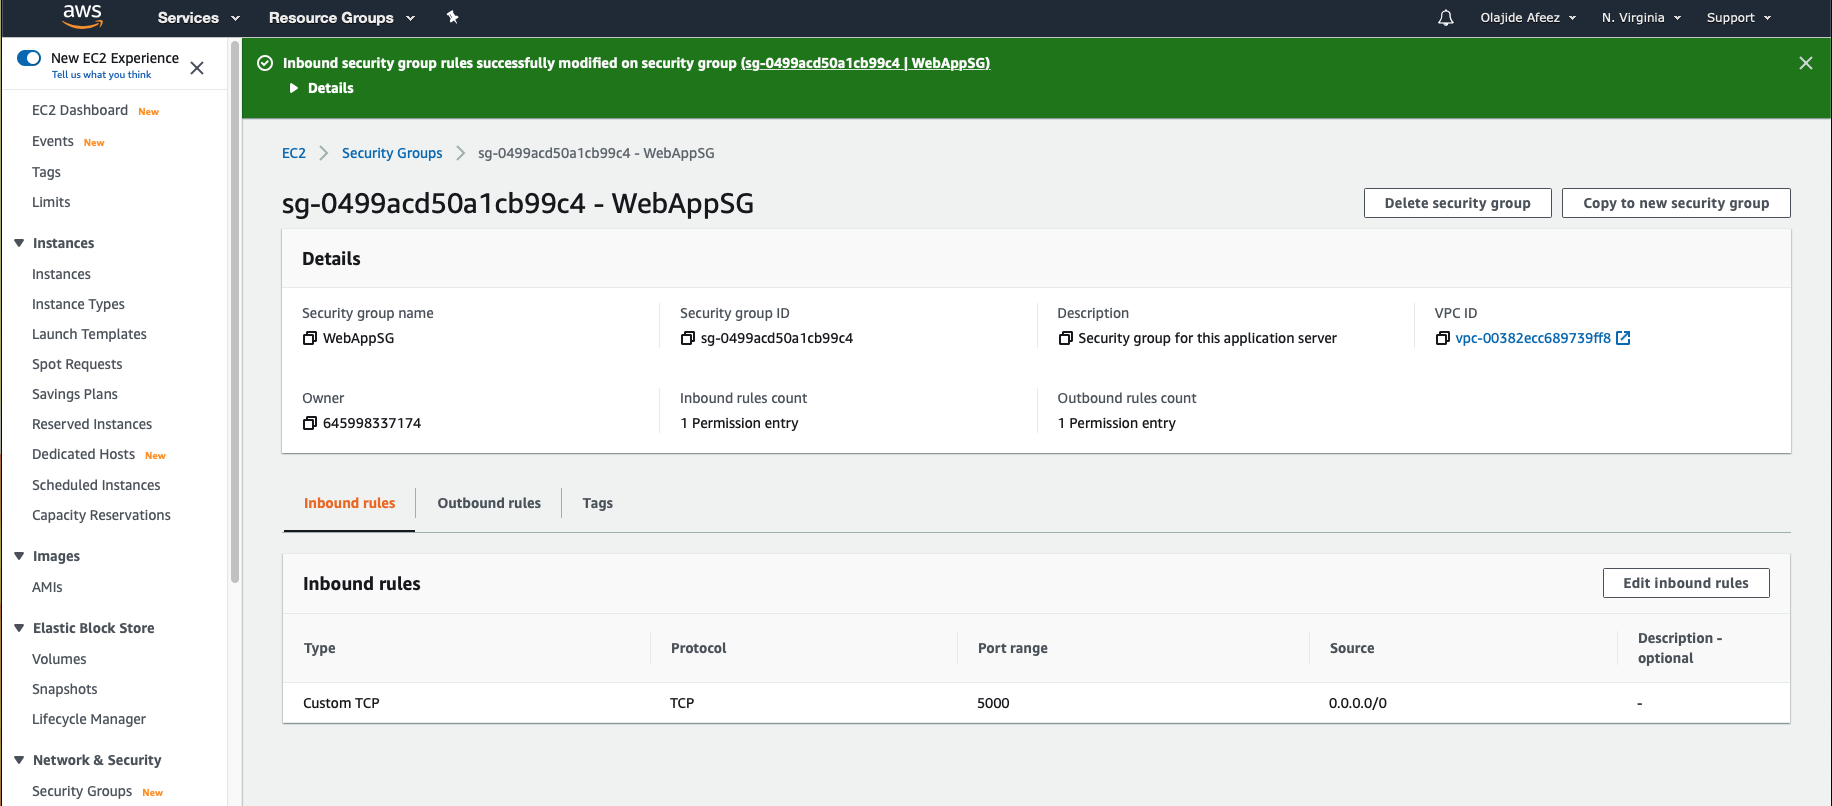 aws Services Resource Groups Olajide Afeez N. Virginia Support
New EC2 Experience
Tell us what you think
EC2 Dashboard New
Events New
Tags
Limits
Instances
Instances
Instance Types
Launch Templates
Spot Requests
Savings Plans
Reserved Instances
Dedicated Hosts New
Scheduled Instances
Capacity Reservations
Images
AMIs
Elastic Block Store
Volumes
Snapshots
Lifecycle Manager
Network & Security
Security Groups New
Inbound security group rules successfully modified on security group (sg-0499acd50a1cb99c4 | WebAppSG)
Details
EC2 Security Groups sg-0499acd50a1cb99c4 - WebAppSG
sg-0499acd50a1cb99c4 - WebAppSG Delete security group Copy to new security group
Details
Security group name Security group ID Description VPC ID
WebAppSG sg-0499acd50a1cb99c4 Security group for this application server vpc-00382ecc689739ff8
Owner Inbound rules count Outbound rules count
645998337174 1 Permission entry 1 Permission entry
Inbound rules Outbound rules Tags
Inbound rules Edit inbound rules
Type Protocol Port range Source Description -
optional
Custom TCP TCP 5000 0.0.0.0/0 -